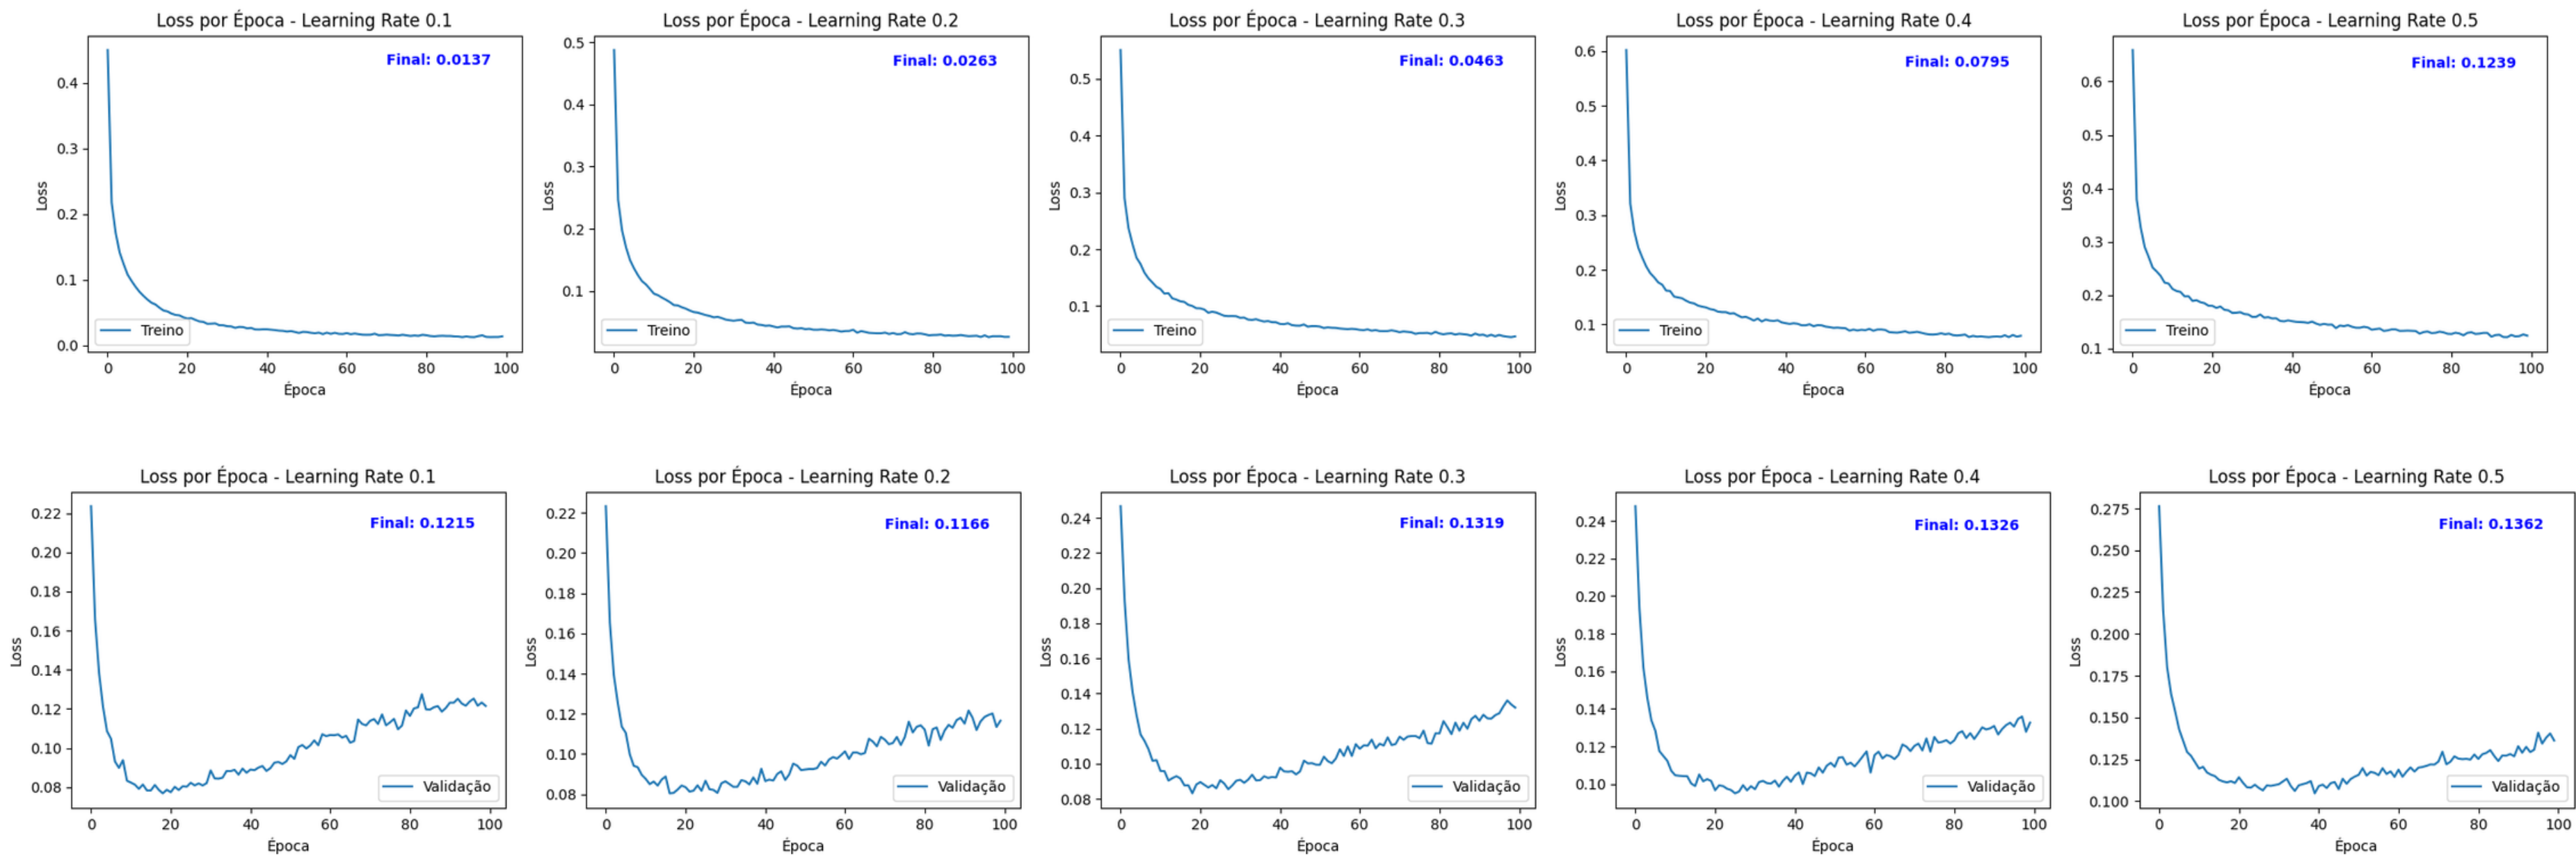 Loss por Época - Learning Rate 0.1
Final: 0.0137
Loss
0.4
0.3
0.2
0.1
0.0
Treino
0 20 40 60 80 100
Época
Loss por Época - Learning Rate 0.2
Final: 0.0263
Loss
0.5
0.4
0.3
0.2
0.1
Treino
0 20 40 60 80 100
Época
Loss por Época - Learning Rate 0.3
Final: 0.0463
Loss
0.5
0.4
0.3
0.2
0.1
Treino
0 20 40 60 80 100
Época
Loss por Época - Learning Rate 0.4
Final: 0.0795
Loss
0.6
0.5
0.4
0.3
0.2
0.1
Treino
0 20 40 60 80 100
Época
Loss por Época - Learning Rate 0.5
Final: 0.1239
Loss
0.6
0.5
0.4
0.3
0.2
0.1
Treino
0 20 40 60 80 100
Época
Loss por Época - Learning Rate 0.1
Final: 0.1215
Loss
0.22
0.20
0.18
0.16
0.14
0.12
0.10
0.08
Validação
0 20 40 60 80 100
Época
Loss por Época - Learning Rate 0.2
Final: 0.1166
Loss
0.22
0.20
0.18
0.16
0.14
0.12
0.10
0.08
Validação
0 20 40 60 80 100
Época
Loss por Época - Learning Rate 0.3
Final: 0.1319
Loss
0.24
0.22
0.20
0.18
0.16
0.14
0.12
0.10
0.08
Validação
0 20 40 60 80 100
Época
Loss por Época - Learning Rate 0.4
Final: 0.1326
Loss
0.24
0.22
0.20
0.18
0.16
0.14
0.12
0.10
Validação
0 20 40 60 80 100
Época
Loss por Época - Learning Rate 0.5
Final: 0.1362
Loss
0.275
0.250
0.225
0.200
0.175
0.150
0.125
0.100
Validação
0 20 40 60 80 100
Época